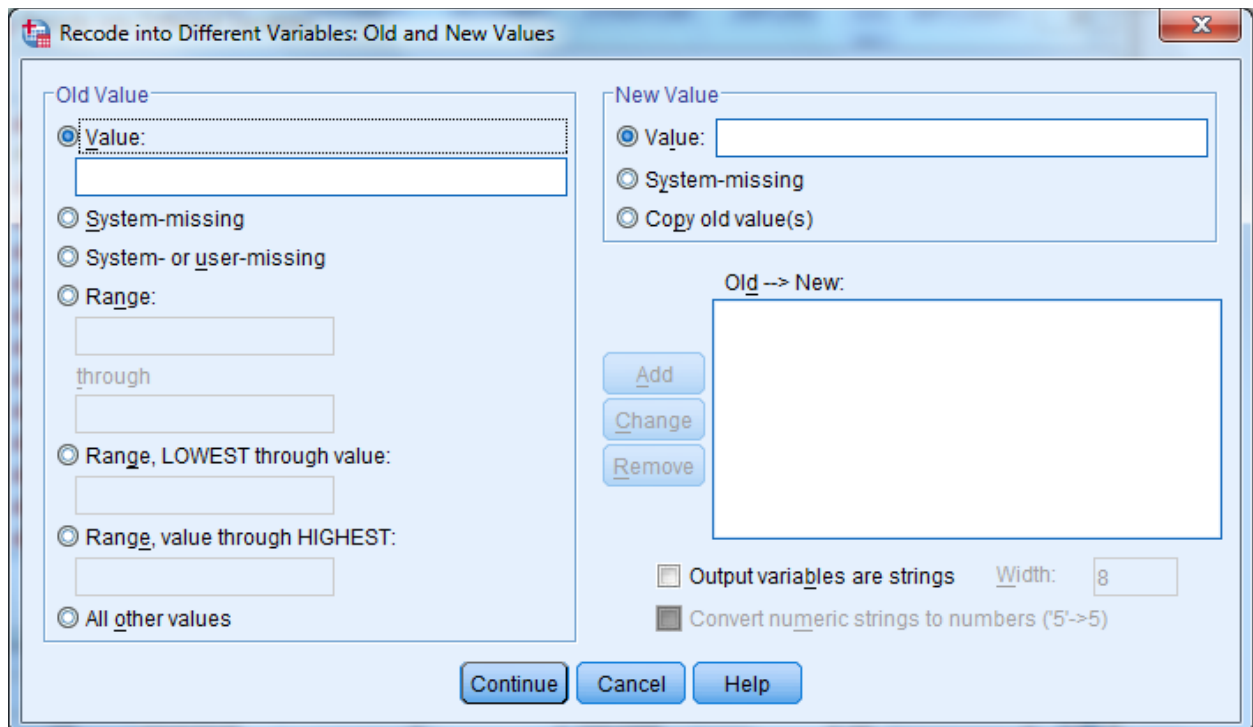 Recode into Different Variables: Old and New Values
Old Value
Value:
System-missing
System- or user-missing
Range:
through
Range, LOWEST through value:
Range, value through HIGHEST:
All other values
New Value
Value:
System-missing
Copy old value(s)
Old --> New:
Add
Change
Remove
Output variables are strings Width: 8
Convert numeric strings to numbers ('5'->5)
Continue Cancel Help